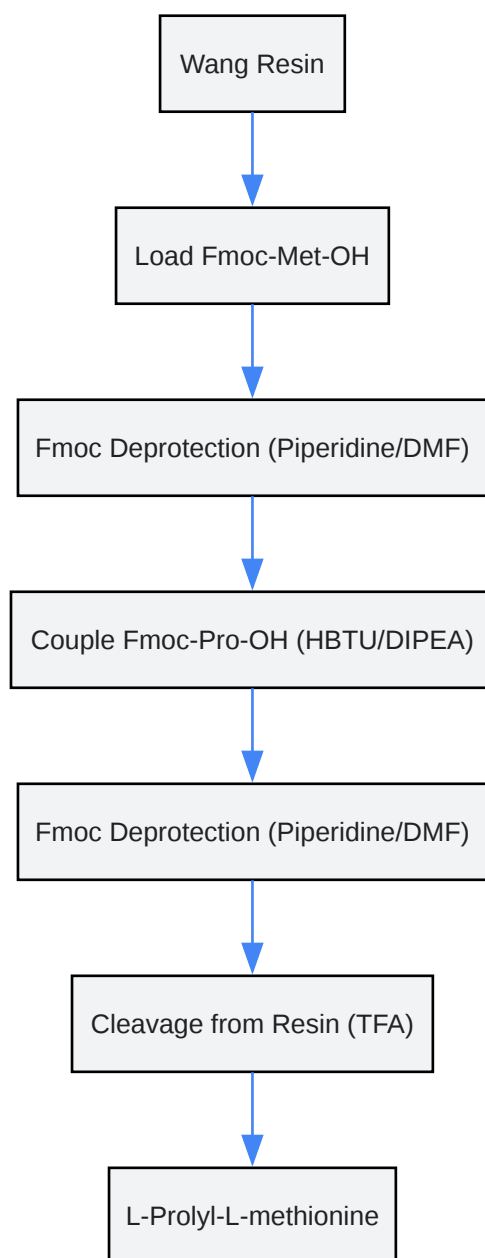 Wang Resin
Load Fmoc-Met-OH
Fmoc Deprotection (Piperidine/DMF)
Couple Fmoc-Pro-OH (HBTU/DIPEA)
Fmoc Deprotection (Piperidine/DMF)
Cleavage from Resin (TFA)
L-Prolyl-L-methionine